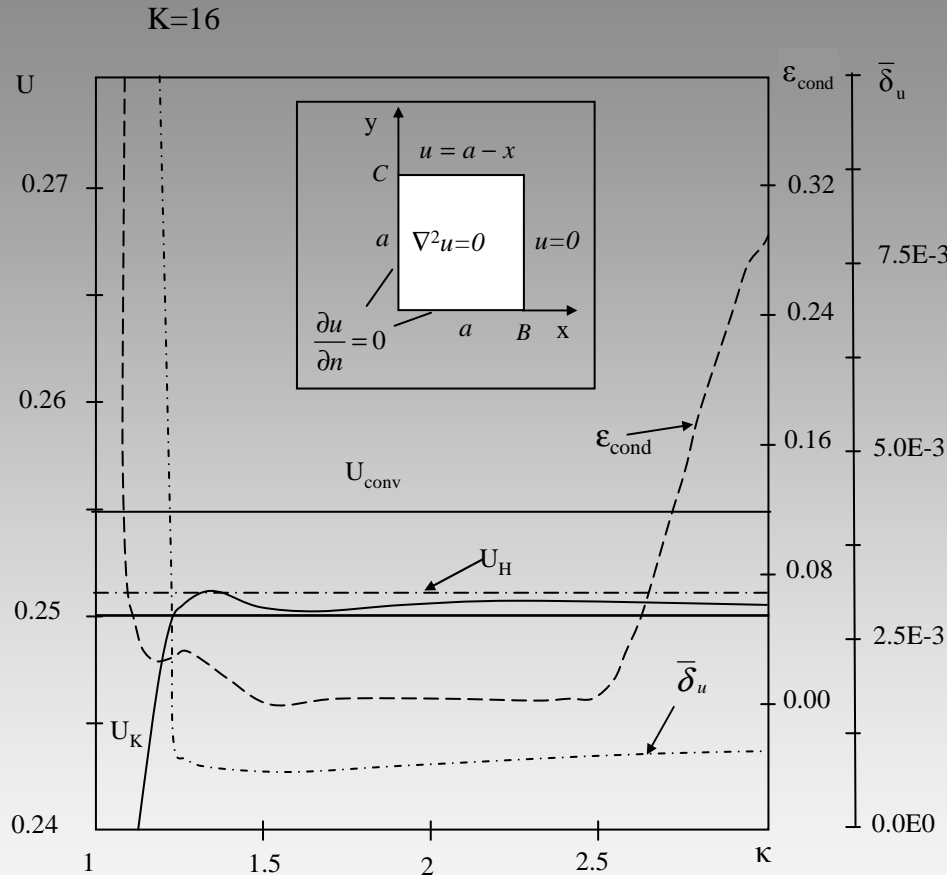 K=16
U
ε_cond
δ̅_u
y
u = a − x
C
0.27
0.32
a
∇²u=0
u=0
7.5E-3
0.24
∂u/∂n = 0
a
B
x
0.26
ε_cond
0.16
5.0E-3
U_conv
U_H
0.08
0.25
2.5E-3
δ̅_u
0.00
U_K
0.24
0.0E0
1
1.5
2
2.5
κ